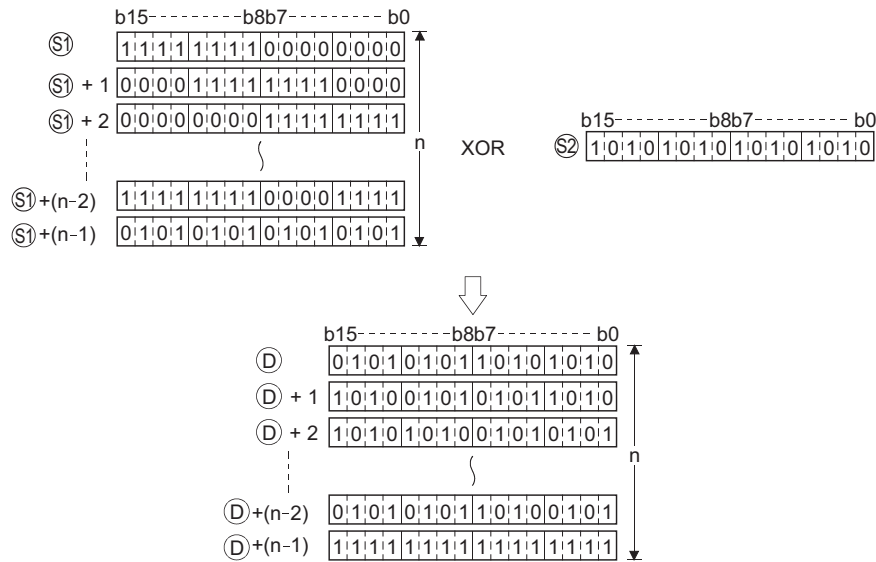 b15 b8b7 b0
S1 1111111100000000
S1 + 1 0000111111110000
S1 + 2 0000000011111111
n
XOR
b15 b8b7 b0
S2 1010101010101010
S1 +(n-2) 1111111100001111
S1 +(n-1) 0101010101010101
b15 b8b7 b0
D 0101010110101010
D + 1 1010010101011010
D + 2 1010101001010101
n
D +(n-2) 0101010110100101
D +(n-1) 1111111111111111